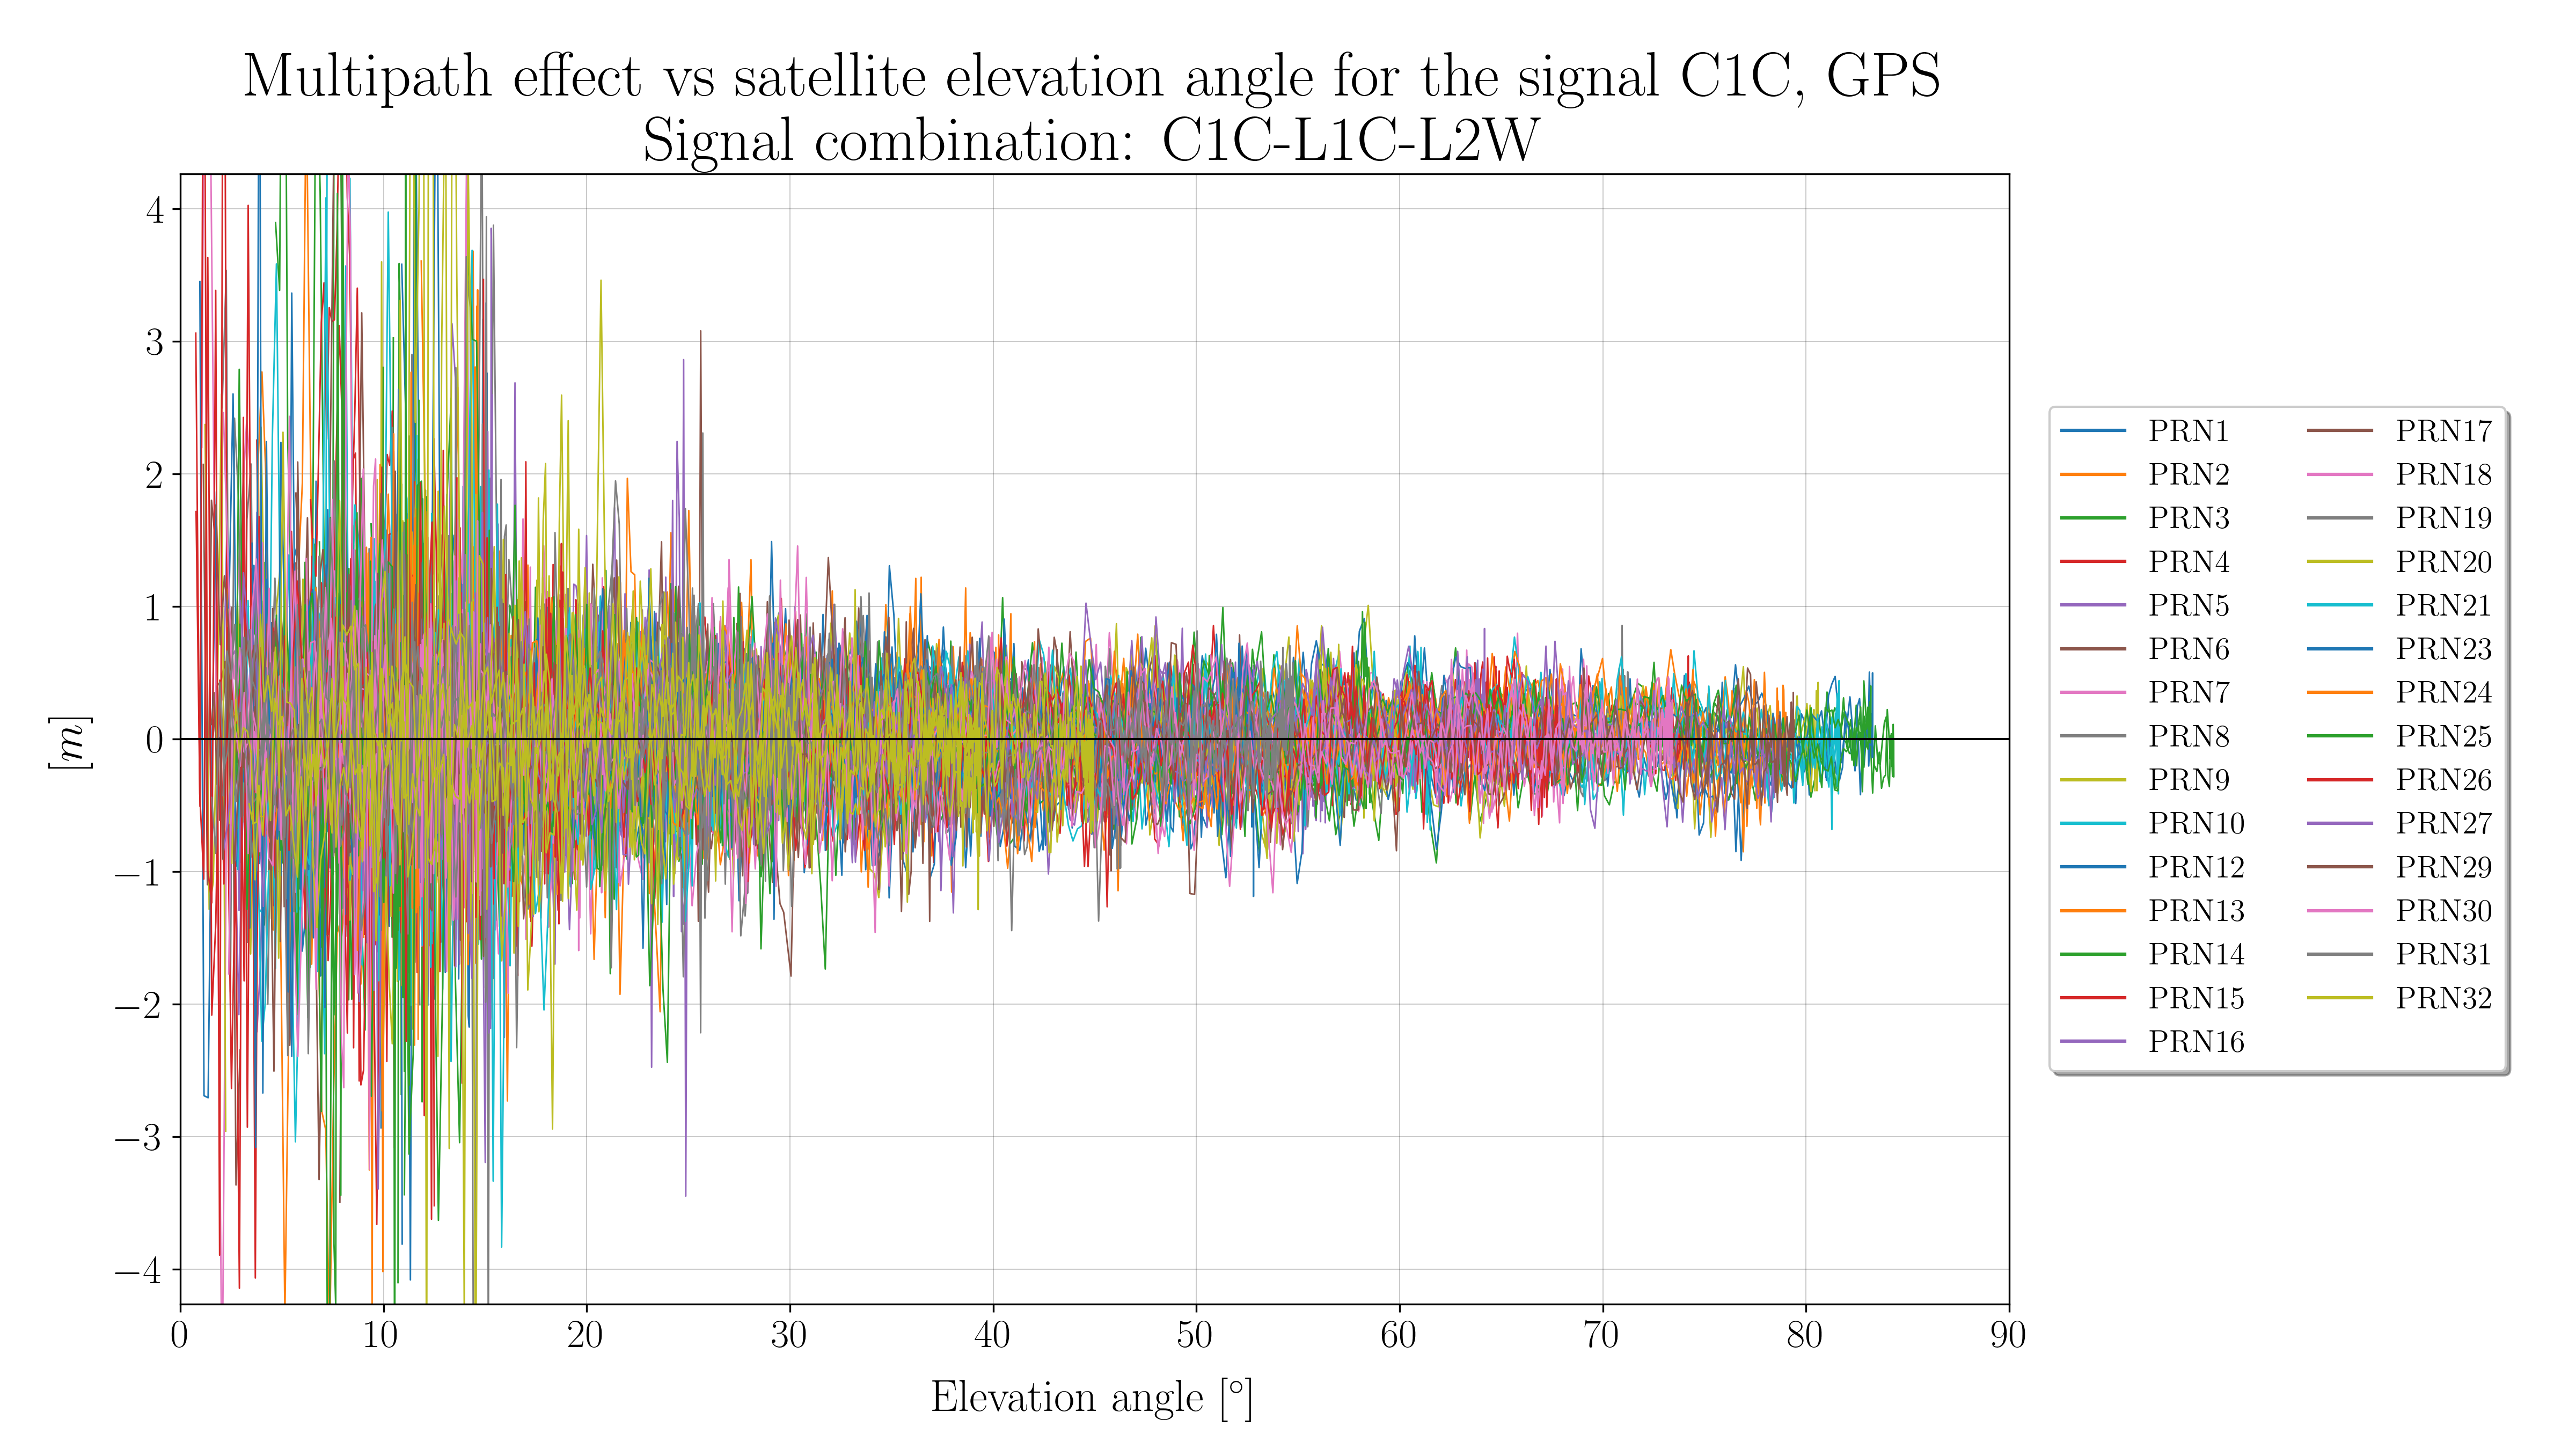 Multipath effect vs satellite elevation angle for the signal C1C, GPS
Signal combination: C1C-L1C-L2W
4
3
2
1
0
−1
−2
−3
−4
[m]
0 10 20 30 40 50 60 70 80 90
Elevation angle [°]
PRN1
PRN2
PRN3
PRN4
PRN5
PRN6
PRN7
PRN8
PRN9
PRN10
PRN12
PRN13
PRN14
PRN15
PRN16
PRN17
PRN18
PRN19
PRN20
PRN21
PRN23
PRN24
PRN25
PRN26
PRN27
PRN29
PRN30
PRN31
PRN32